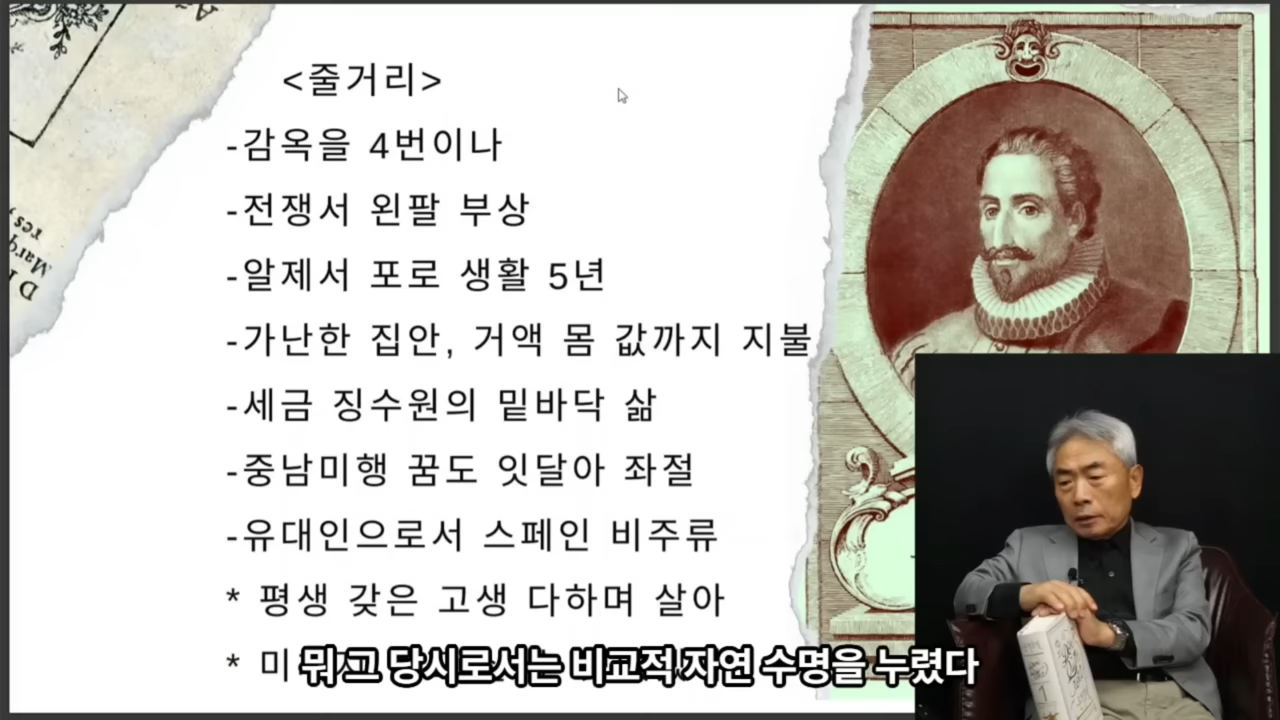 <줄거리>
-감옥을 4번이나
-전쟁서 왼팔 부상
-알제서 포로 생활 5년
-가난한 집안, 거액 몸 값까지 지불
-세금 징수원의 밑바닥 삶
-중남미행 꿈도 잇달아 좌절
-유대인으로서 스페인 비주류
* 평생 갖은 고생 다하며 살아
* 미
뭐 그 당시로서는 비교적 자연 수명을 누렸다
Marq
res,